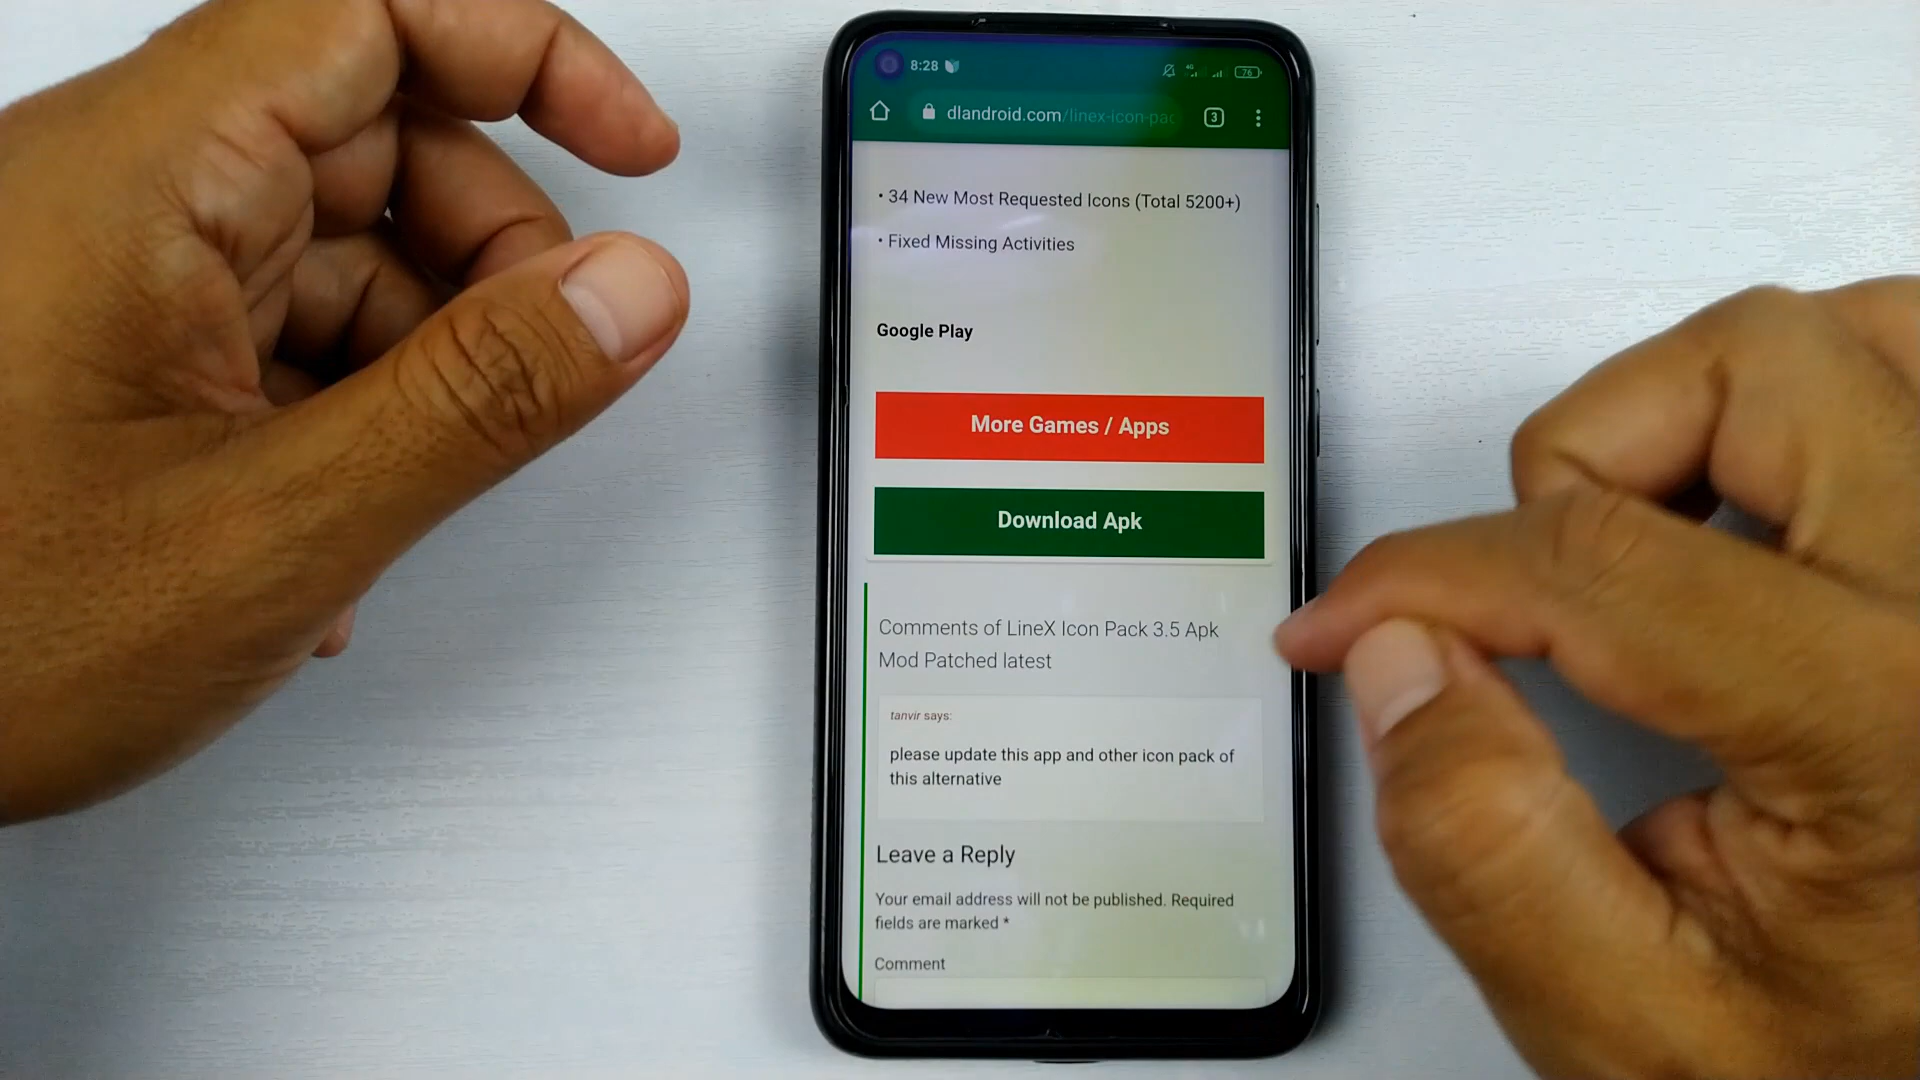 8:28
4G
76
dlandroid.com/linex-icon-pac
3
• 34 New Most Requested Icons (Total 5200+)
• Fixed Missing Activities
Google Play
More Games / Apps
Download Apk
Comments of LineX Icon Pack 3.5 Apk
Mod Patched latest
tanvir says:
please update this app and other icon pack of
this alternative
Leave a Reply
Your email address will not be published. Required
fields are marked *
Comment